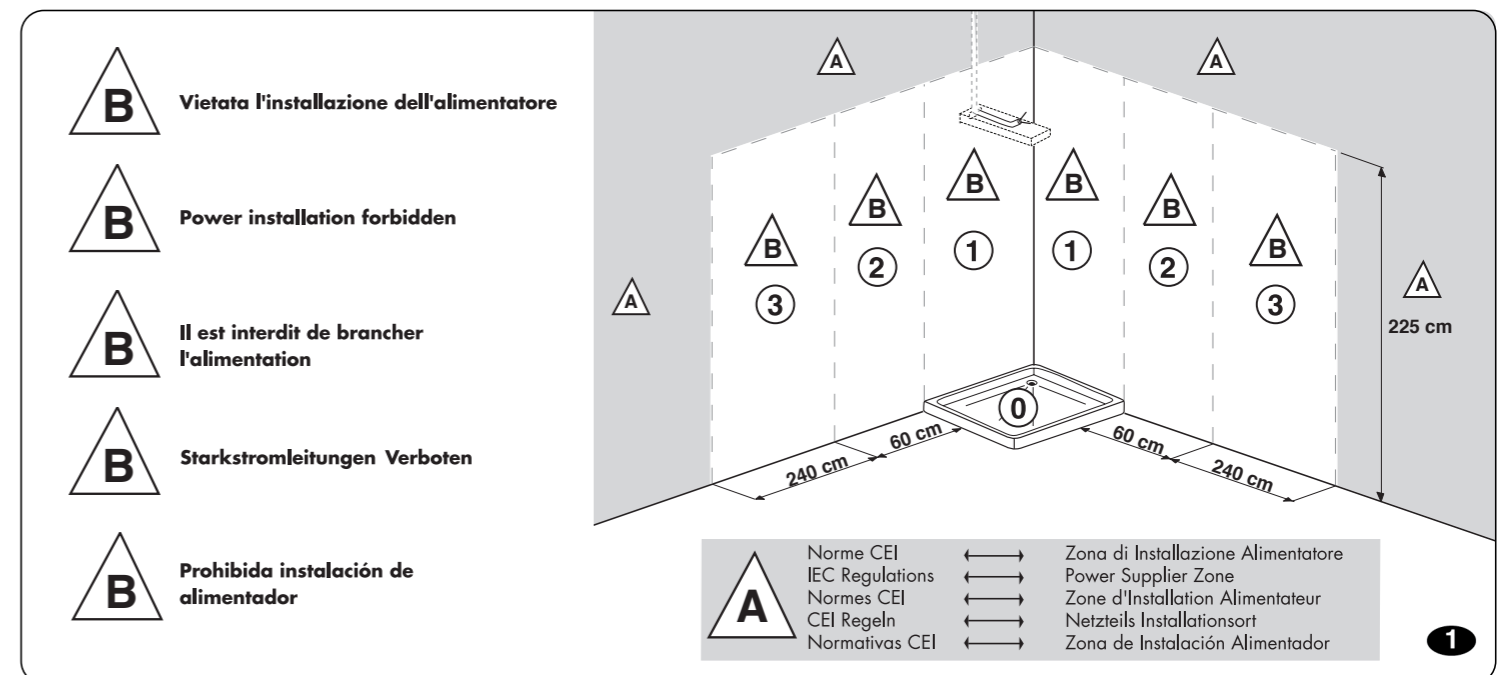 B
Vietata l'installazione dell'alimentatore
B
Power installation forbidden
B
Il est interdit de brancher
l'alimentation
B
Starkstromleitungen Verboten
B
Prohibida instalación de
alimentador
A
A
B
B
B
B
B
B
1
1
2
2
3
3
A
A
225 cm
0
60 cm
60 cm
240 cm
240 cm
A
Norme CEI Zona di Installazione Alimentatore
IEC Regulations Power Supplier Zone
Normes CEI Zone d'Installation Alimentateur
CEI Regeln Netzteils Installationsort
Normativas CEI Zona de Instalación Alimentador
1